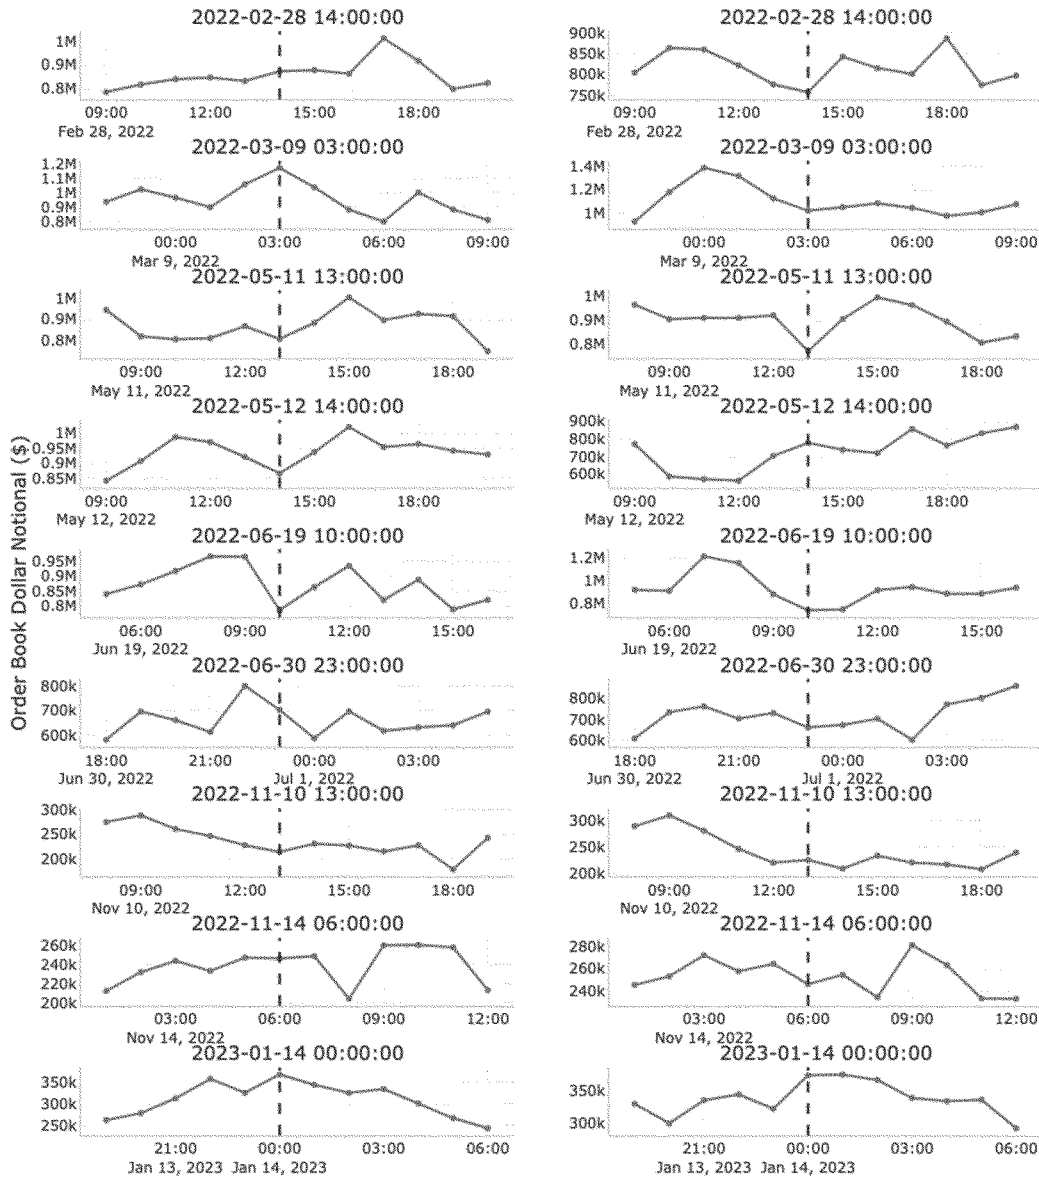 Order Book Dollar Notional ($)
2022-02-28 14:00:00
1M
0.9M
0.8M
09:00 12:00 15:00 18:00
Feb 28, 2022
2022-02-28 14:00:00
900k
850k
800k
750k
09:00 12:00 15:00 18:00
Feb 28, 2022
2022-03-09 03:00:00
1.2M
1.1M
1M
0.9M
0.8M
00:00 03:00 06:00 09:00
Mar 9, 2022
2022-03-09 03:00:00
1.4M
1.2M
1M
00:00 03:00 06:00 09:00
Mar 9, 2022
2022-05-11 13:00:00
1M
0.9M
0.8M
09:00 12:00 15:00 18:00
May 11, 2022
2022-05-11 13:00:00
1M
0.9M
0.8M
09:00 12:00 15:00 18:00
May 11, 2022
2022-05-12 14:00:00
1M
0.95M
0.9M
0.85M
09:00 12:00 15:00 18:00
May 12, 2022
2022-05-12 14:00:00
900k
800k
700k
600k
09:00 12:00 15:00 18:00
May 12, 2022
2022-06-19 10:00:00
0.95M
0.9M
0.85M
0.8M
06:00 09:00 12:00 15:00
Jun 19, 2022
2022-06-19 10:00:00
1.2M
1M
0.8M
06:00 09:00 12:00 15:00
Jun 19, 2022
2022-06-30 23:00:00
800k
700k
600k
18:00 21:00 00:00 03:00
Jun 30, 2022 Jul 1, 2022
2022-06-30 23:00:00
800k
700k
600k
18:00 21:00 00:00 03:00
Jun 30, 2022 Jul 1, 2022
2022-11-10 13:00:00
300k
250k
200k
09:00 12:00 15:00 18:00
Nov 10, 2022
2022-11-10 13:00:00
300k
250k
200k
09:00 12:00 15:00 18:00
Nov 10, 2022
2022-11-14 06:00:00
260k
240k
220k
200k
03:00 06:00 09:00 12:00
Nov 14, 2022
2022-11-14 06:00:00
280k
260k
240k
03:00 06:00 09:00 12:00
Nov 14, 2022
2023-01-14 00:00:00
350k
300k
250k
21:00 00:00 03:00 06:00
Jan 13, 2023 Jan 14, 2023
2023-01-14 00:00:00
350k
300k
21:00 00:00 03:00 06:00
Jan 13, 2023 Jan 14, 2023